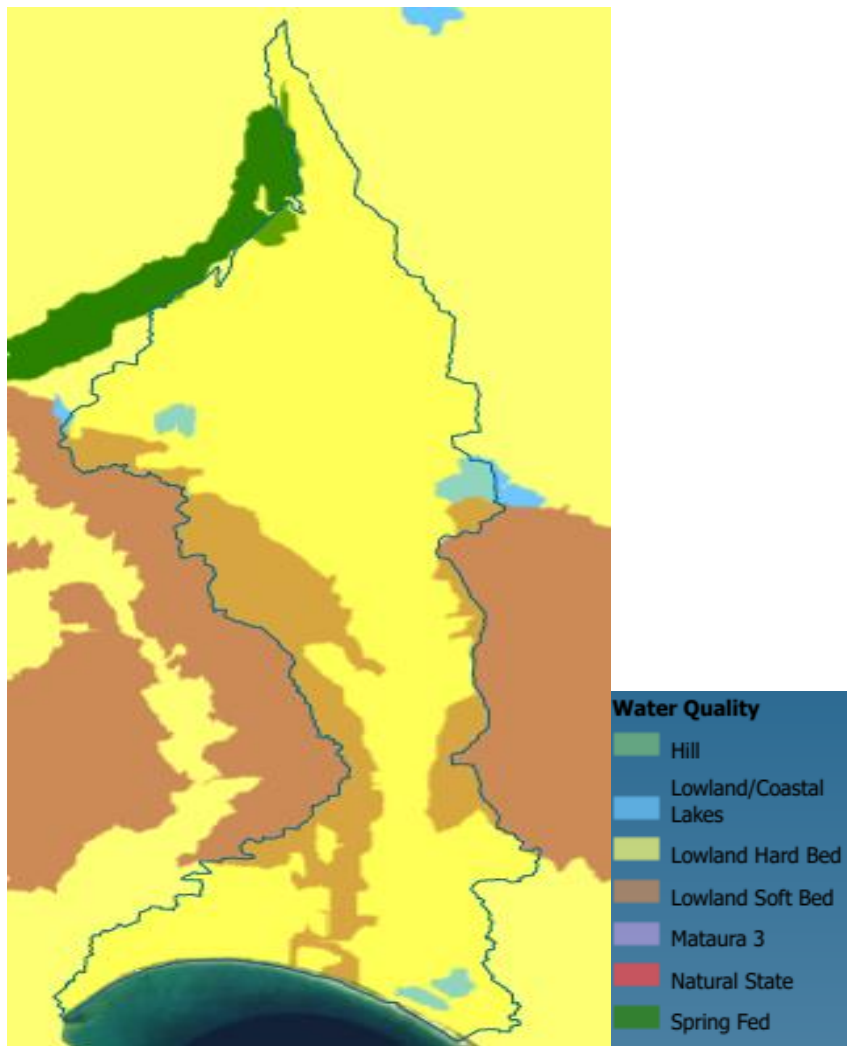 Water Quality
Hill
Lowland/Coastal
Lakes
Lowland Hard Bed
Lowland Soft Bed
Mataura 3
Natural State
Spring Fed